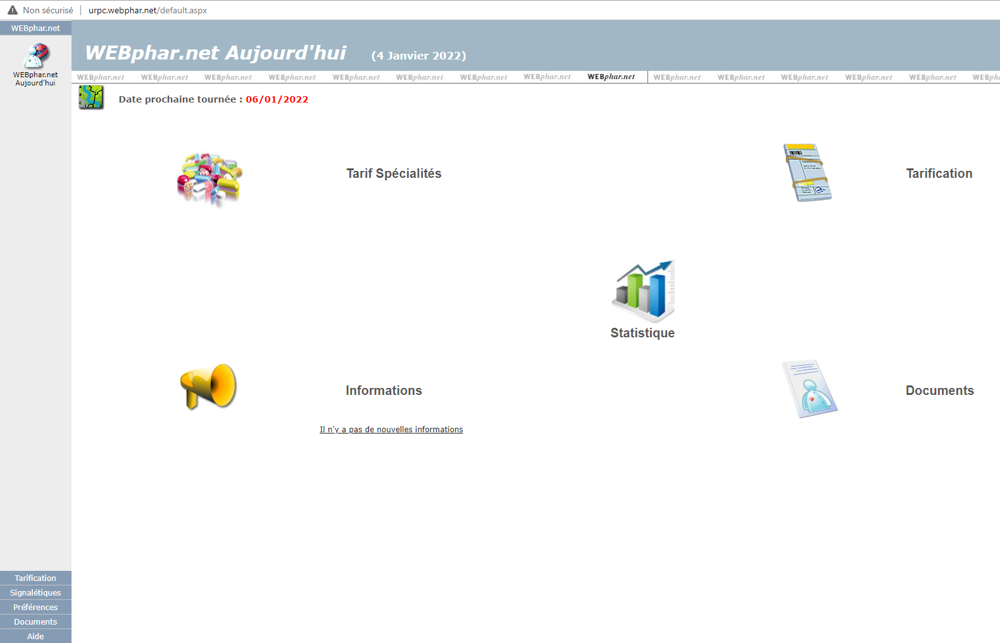 Non sécurisé | urpc.webphar.net/default.aspx
WEBphar.net
WEBphar.net
Aujourd'hui
WEBphar.net Aujourd'hui (4 Janvier 2022)
WEBphar.net WEBphar.net WEBphar.net WEBphar.net WEBphar.net WEBphar.net WEBphar.net WEBphar.net WEBphar.net WEBphar.net WEBphar.net WEBphar.net WEBphar.net WEBphar.net WEBph
Date prochaine tournée : 06/01/2022
Tarif Spécialités
Tarification
Statistique
Informations
Documents
Il n'y a pas de nouvelles informations
Tarification
Signalétiques
Préférences
Documents
Aide